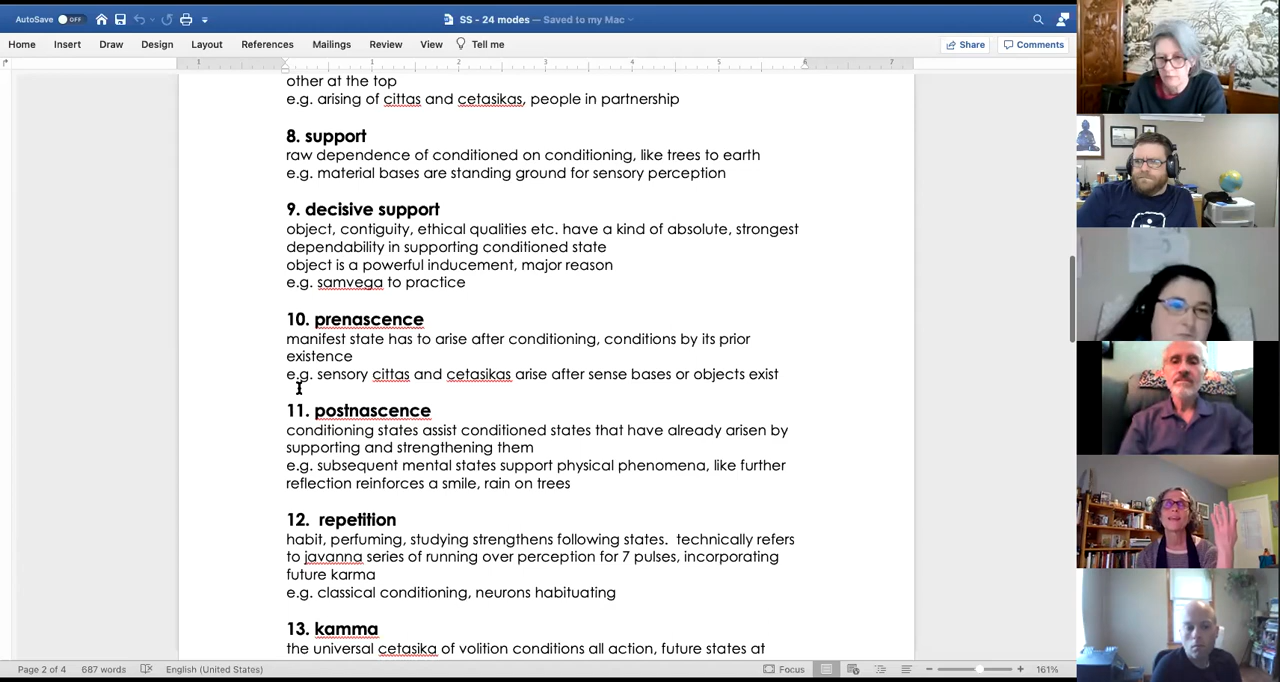 AutoSave OFF
SS - 24 modes — Saved to my Mac
Home Insert Draw Design Layout References Mailings Review View Tell me
Share Comments
1 1 2 3 4 5 6 7
other at the top
e.g. arising of cittas and cetasikas, people in partnership
8. support
raw dependence of conditioned on conditioning, like trees to earth
e.g. material bases are standing ground for sensory perception
9. decisive support
object, contiguity, ethical qualities etc. have a kind of absolute, strongest
dependability in supporting conditioned state
object is a powerful inducement, major reason
e.g. samvega to practice
10. prenascence
manifest state has to arise after conditioning, conditions by its prior
existence
e.g. sensory cittas and cetasikas arise after sense bases or objects exist
11. postnascence
conditioning states assist conditioned states that have already arisen by
supporting and strengthening them
e.g. subsequent mental states support physical phenomena, like further
reflection reinforces a smile, rain on trees
12. repetition
habit, perfuming, studying strengthens following states. technically refers
to javanna series of running over perception for 7 pulses, incorporating
future karma
e.g. classical conditioning, neurons habituating
13. kamma
the universal cetasika of volition conditions all action, future states at
Page 2 of 4 687 words English (United States) Focus 161%